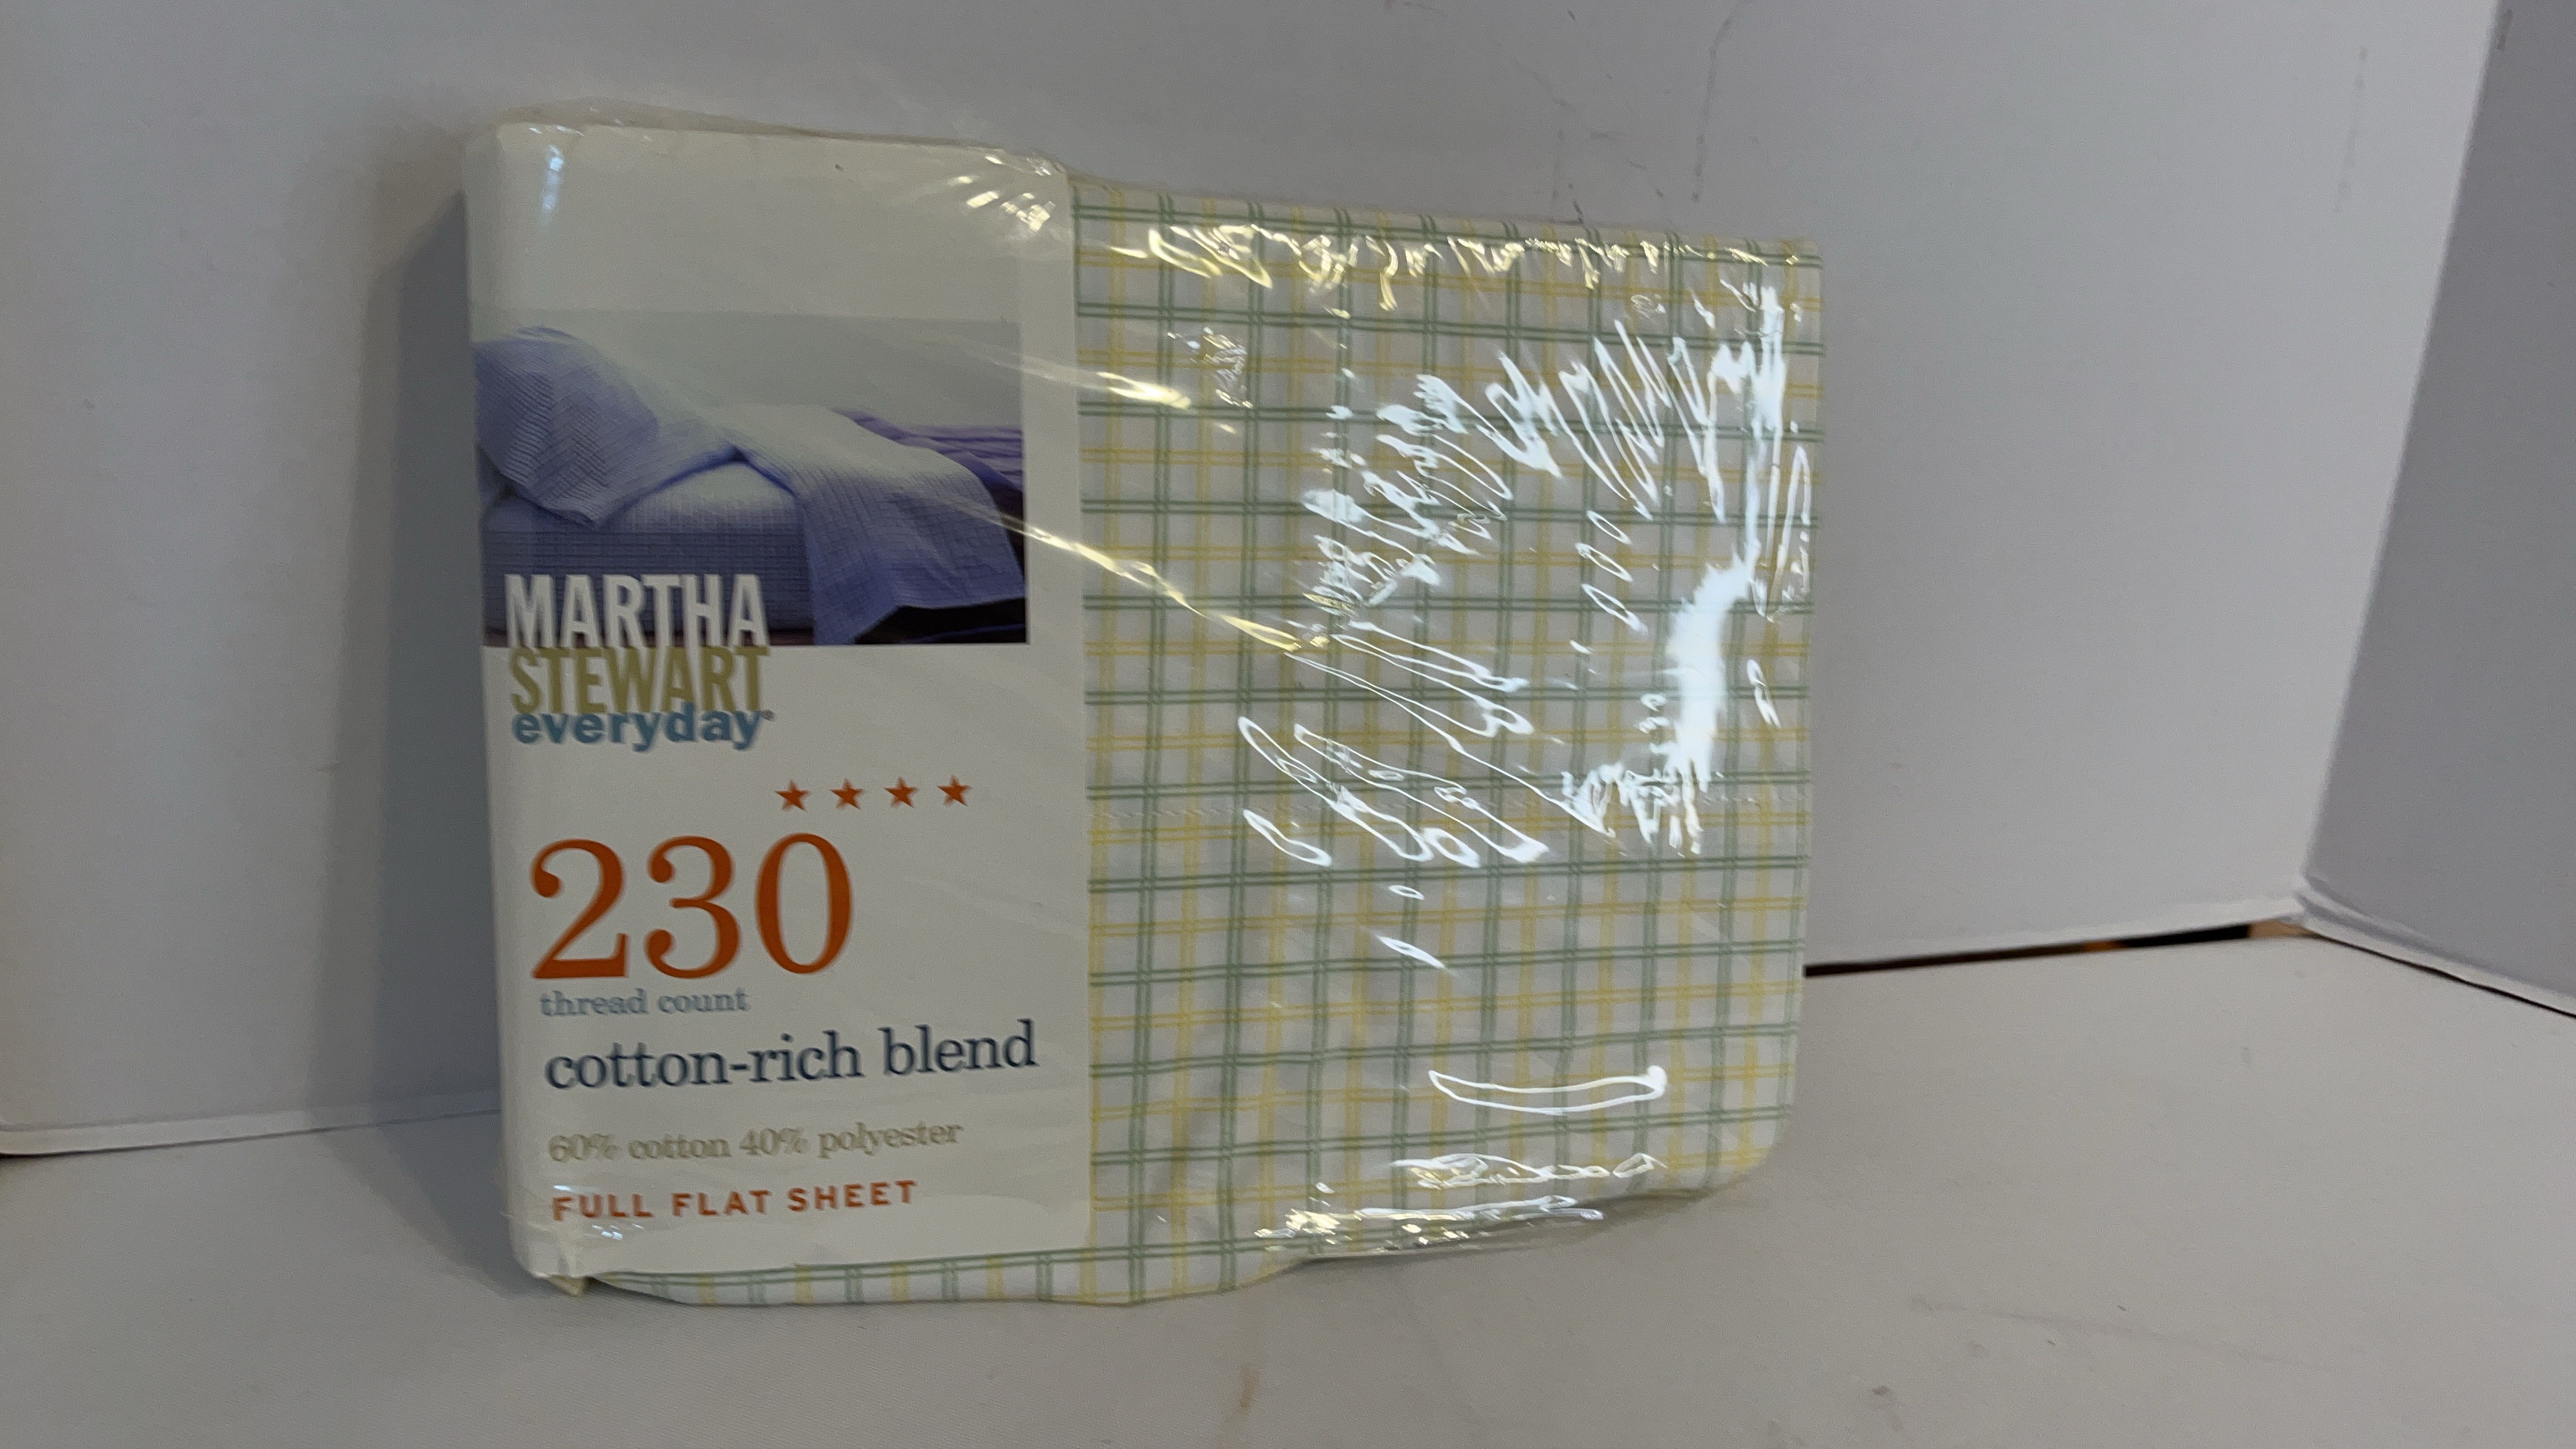 MARTHA
STEWART
everyday®
230
thread count
cotton-rich blend
60% cotton 40% polyester
FULL FLAT SHEET